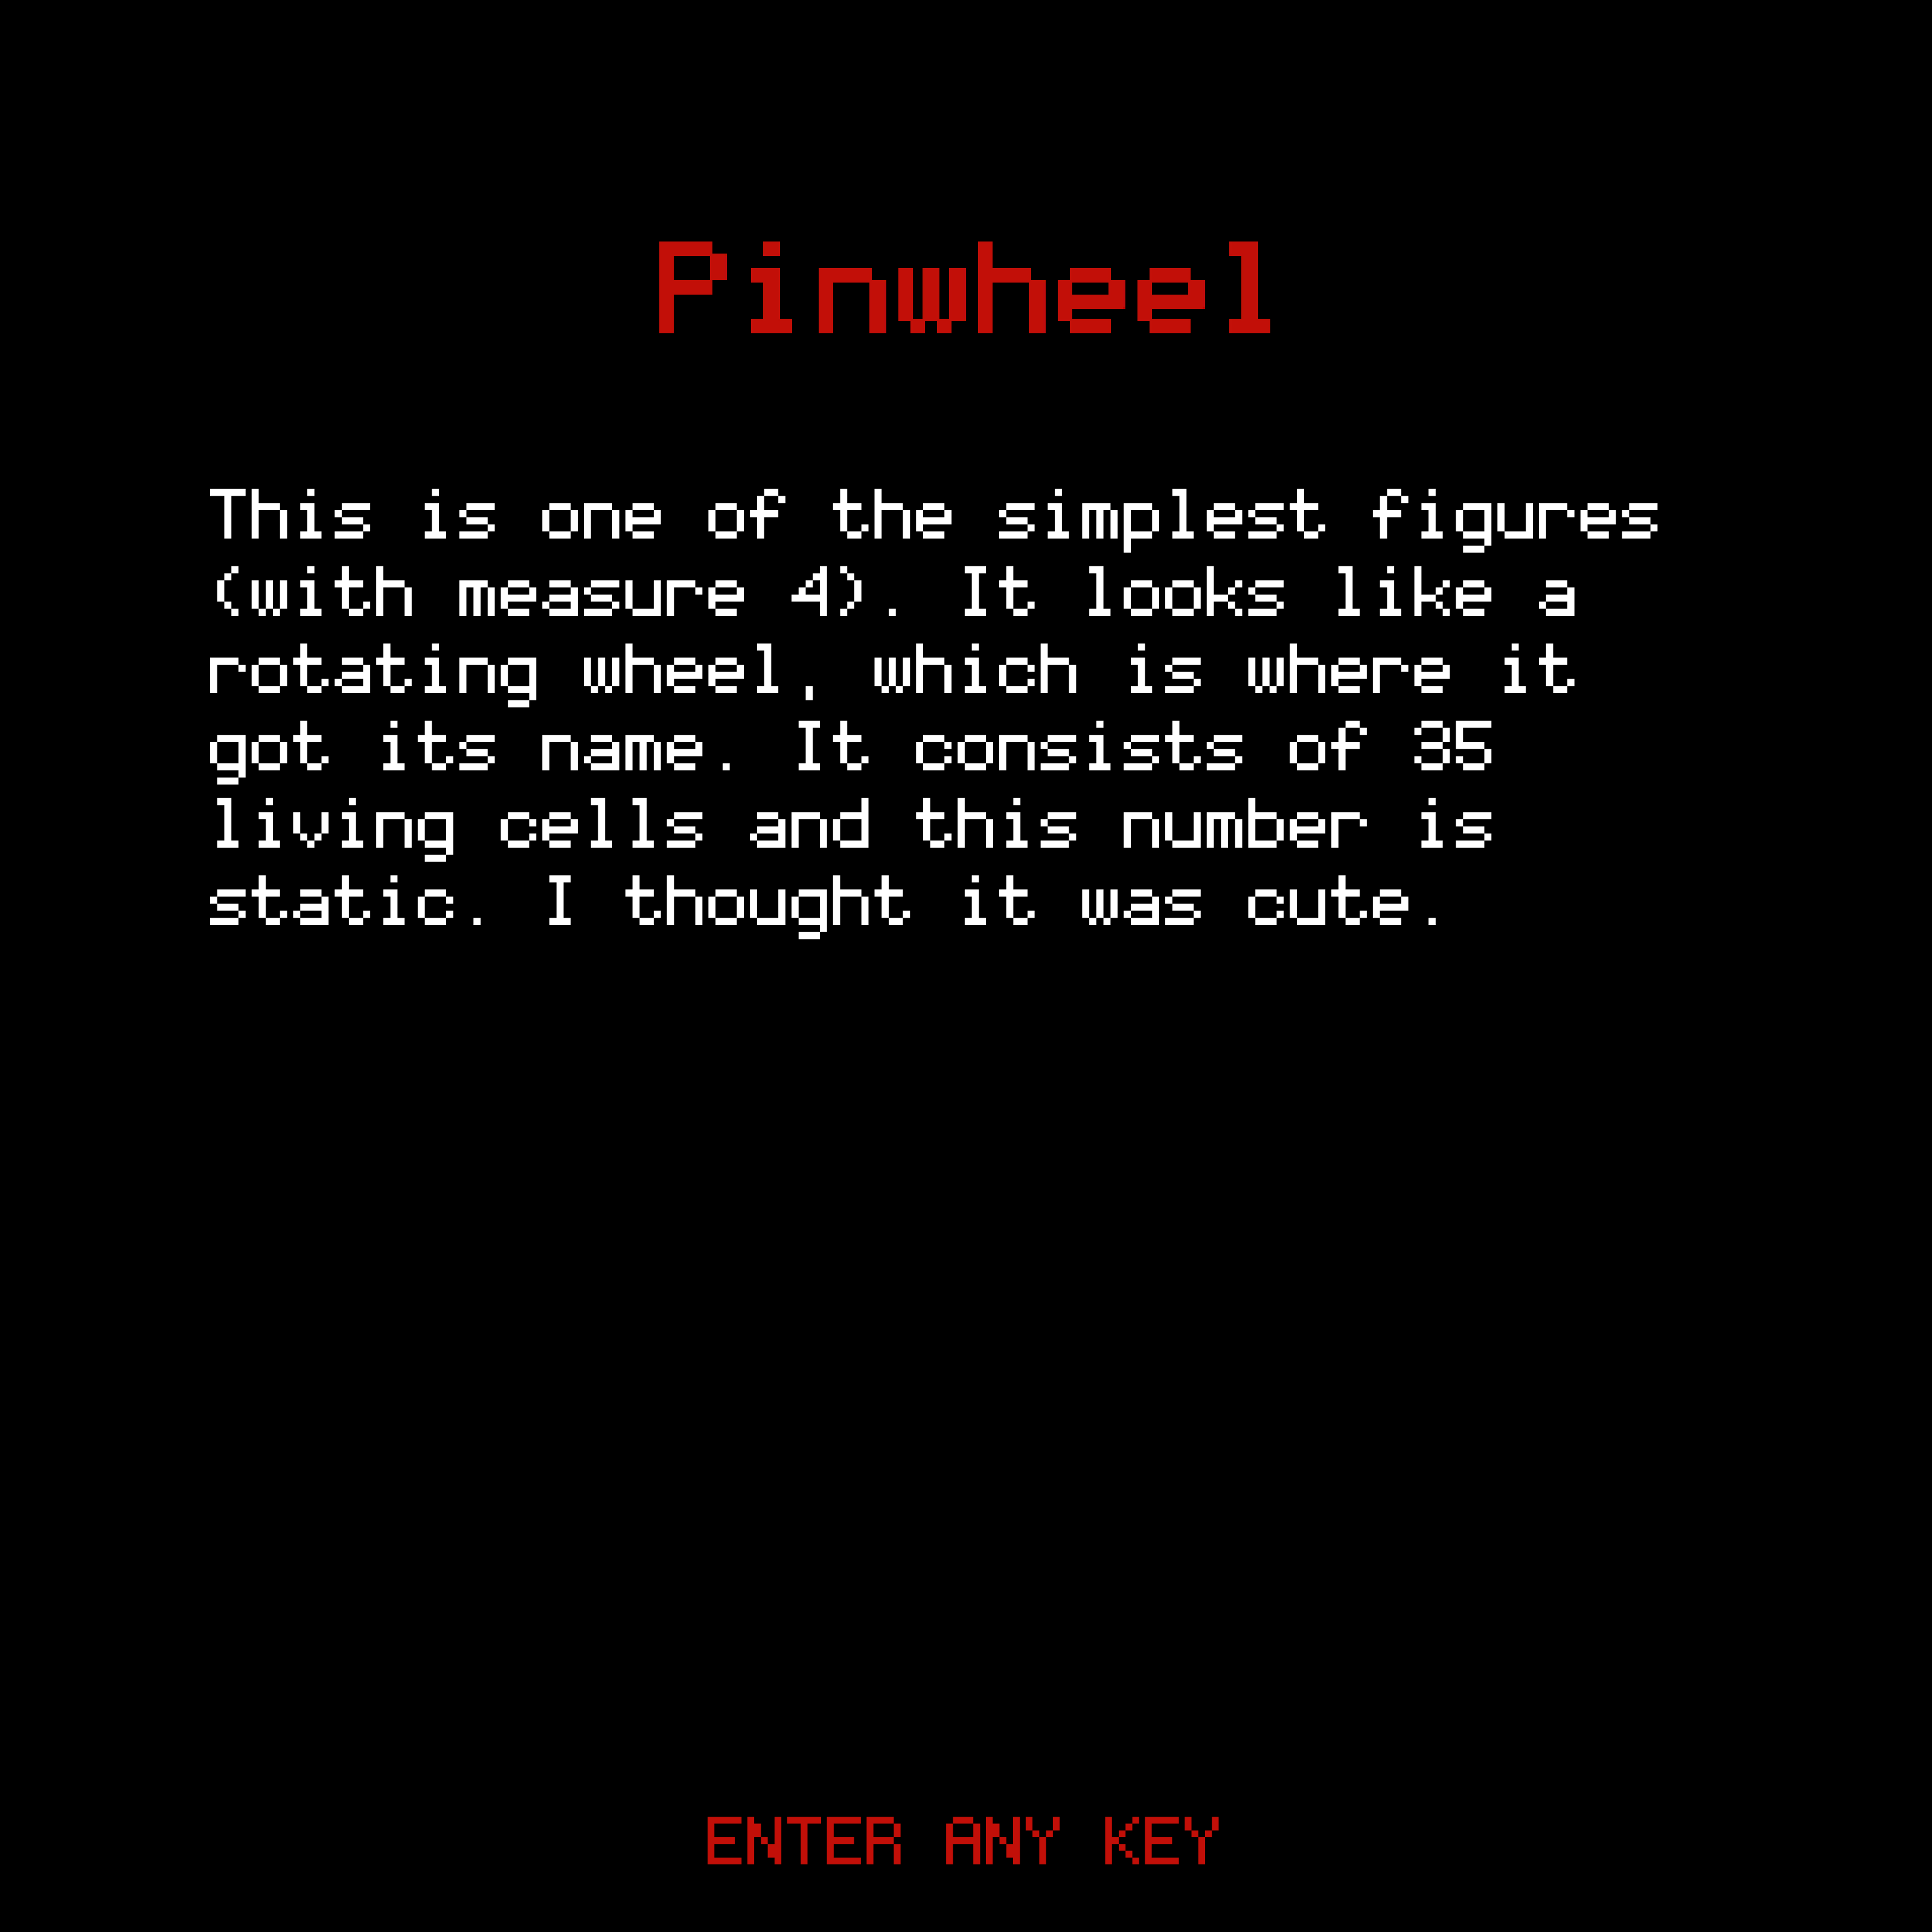 Pinwheel
This is one of the simplest figures
(with measure 4). It looks like a
rotating wheel, which is where it
got its name. It consists of 35
living cells and this number is
static. I thought it was cute.
ENTER ANY KEY